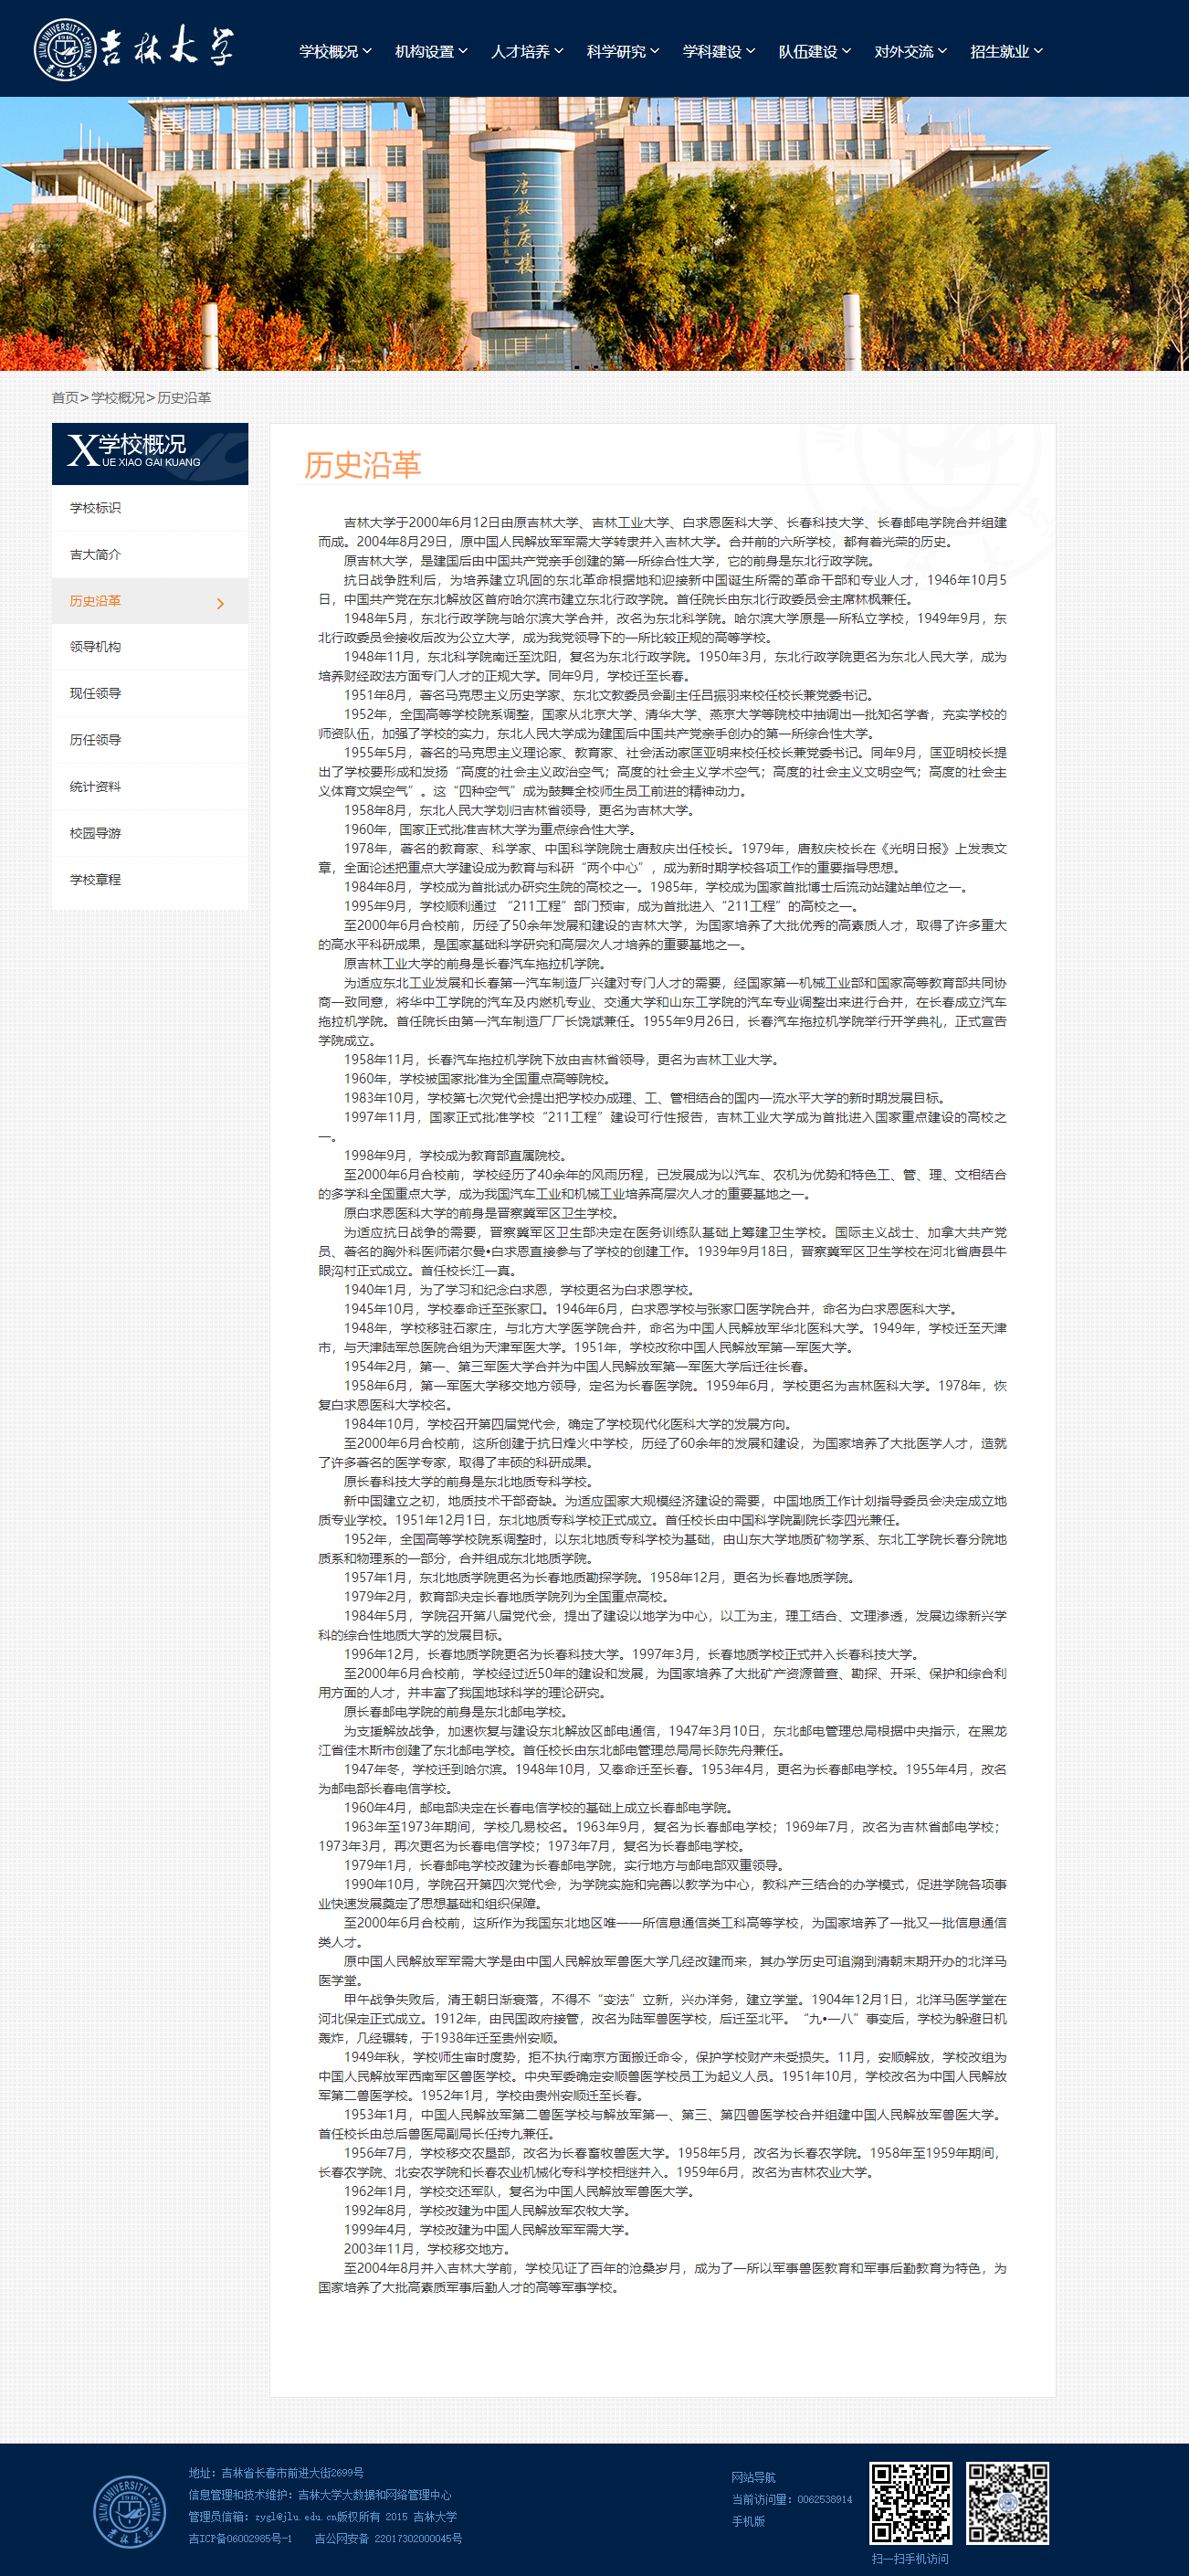 吉林大学
学校概况 机构设置 人才培养 科学研究 学科建设 队伍建设 对外交流 招生就业
唐敖庆楼
首页>学校概况>历史沿革
X学校概况
UE XIAO GAI KUANG
学校标识
吉大简介
历史沿革
领导机构
现任领导
历任领导
统计资料
校园导游
学校章程
历史沿革
吉林大学于2000年6月12日由原吉林大学、吉林工业大学、白求恩医科大学、长春科技大学、长春邮电学院合并组建
而成。2004年8月29日，原中国人民解放军军需大学转隶并入吉林大学。合并前的六所学校，都有着光荣的历史。
原吉林大学，是建国后由中国共产党亲手创建的第一所综合性大学，它的前身是东北行政学院。
抗日战争胜利后，为培养建立巩固的东北革命根据地和迎接新中国诞生所需的革命干部和专业人才，1946年10月5
日，中国共产党在东北解放区首府哈尔滨市建立东北行政学院。首任院长由东北行政委员会主席林枫兼任。
1948年5月，东北行政学院与哈尔滨大学合并，改名为东北科学院。哈尔滨大学原是一所私立学校，1949年9月，东
北行政委员会接收后改为公立大学，成为我党领导下的一所比较正规的高等学校。
1948年11月，东北科学院南迁至沈阳，复名为东北行政学院。1950年3月，东北行政学院更名为东北人民大学，成为
培养财经政法方面专门人才的正规大学。同年9月，学校迁至长春。
1951年8月，著名马克思主义历史学家、东北文教委员会副主任吕振羽来校任校长兼党委书记。
1952年，全国高等学校院系调整，国家从北京大学、清华大学、燕京大学等院校中抽调出一批知名学者，充实学校的
师资队伍，加强了学校的实力，东北人民大学成为建国后中国共产党亲手创办的第一所综合性大学。
1955年5月，著名的马克思主义理论家、教育家、社会活动家匡亚明来校任校长兼党委书记。同年9月，匡亚明校长提
出了学校要形成和发扬“高度的社会主义政治空气；高度的社会主义学术空气；高度的社会主义文明空气；高度的社会主
义体育文娱空气”。这“四种空气”成为鼓舞全校师生员工前进的精神动力。
1958年8月，东北人民大学划归吉林省领导，更名为吉林大学。
1960年，国家正式批准吉林大学为重点综合性大学。
1978年，著名的教育家、科学家、中国科学院院士唐敖庆出任校长。1979年，唐敖庆校长在《光明日报》上发表文
章，全面论述把重点大学建设成为教育与科研“两个中心”，成为新时期学校各项工作的重要指导思想。
1984年8月，学校成为首批试办研究生院的高校之一。1985年，学校成为国家首批博士后流动站建站单位之一。
1995年9月，学校顺利通过 “211工程”部门预审，成为首批进入“211工程”的高校之一。
至2000年6月合校前，历经了50余年发展和建设的吉林大学，为国家培养了大批优秀的高素质人才，取得了许多重大
的高水平科研成果，是国家基础科学研究和高层次人才培养的重要基地之一。
原吉林工业大学的前身是长春汽车拖拉机学院。
为适应东北工业发展和长春第一汽车制造厂兴建对专门人才的需要，经国家第一机械工业部和国家高等教育部共同协
商一致同意，将华中工学院的汽车及内燃机专业、交通大学和山东工学院的汽车专业调整出来进行合并，在长春成立汽车
拖拉机学院。首任院长由第一汽车制造厂厂长饶斌兼任。1955年9月26日，长春汽车拖拉机学院举行开学典礼，正式宣告
学院成立。
1958年11月，长春汽车拖拉机学院下放由吉林省领导，更名为吉林工业大学。
1960年，学校被国家批准为全国重点高等院校。
1983年10月，学校第七次党代会提出把学校办成理、工、管相结合的国内一流水平大学的新时期发展目标。
1997年11月，国家正式批准学校“211工程”建设可行性报告，吉林工业大学成为首批进入国家重点建设的高校之
一。
1998年9月，学校成为教育部直属院校。
至2000年6月合校前，学校经历了40余年的风雨历程，已发展成为以汽车、农机为优势和特色工、管、理、文相结合
的多学科全国重点大学，成为我国汽车工业和机械工业培养高层次人才的重要基地之一。
原白求恩医科大学的前身是晋察冀军区卫生学校。
为适应抗日战争的需要，晋察冀军区卫生部决定在医务训练队基础上筹建卫生学校。国际主义战士、加拿大共产党
员、著名的胸外科医师诺尔曼•白求恩直接参与了学校的创建工作。1939年9月18日，晋察冀军区卫生学校在河北省唐县牛
眼沟村正式成立。首任校长江一真。
1940年1月，为了学习和纪念白求恩，学校更名为白求恩学校。
1945年10月，学校奉命迁至张家口。1946年6月，白求恩学校与张家口医学院合并，命名为白求恩医科大学。
1948年，学校移驻石家庄，与北方大学医学院合并，命名为中国人民解放军华北医科大学。1949年，学校迁至天津
市，与天津陆军总医院合组为天津军医大学。1951年，学校改称中国人民解放军第一军医大学。
1954年2月，第一、第三军医大学合并为中国人民解放军第一军医大学后迁往长春。
1958年6月，第一军医大学移交地方领导，定名为长春医学院。1959年6月，学校更名为吉林医科大学。1978年，恢
复白求恩医科大学校名。
1984年10月，学校召开第四届党代会，确定了学校现代化医科大学的发展方向。
至2000年6月合校前，这所创建于抗日烽火中学校，历经了60余年的发展和建设，为国家培养了大批医学人才，造就
了许多著名的医学专家，取得了丰硕的科研成果。
原长春科技大学的前身是东北地质专科学校。
新中国建立之初，地质技术干部奇缺。为适应国家大规模经济建设的需要，中国地质工作计划指导委员会决定成立地
质专业学校。1951年12月1日，东北地质专科学校正式成立。首任校长由中国科学院副院长李四光兼任。
1952年，全国高等学校院系调整时，以东北地质专科学校为基础，由山东大学地质矿物学系、东北工学院长春分院地
质系和物理系的一部分，合并组成东北地质学院。
1957年1月，东北地质学院更名为长春地质勘探学院。1958年12月，更名为长春地质学院。
1979年2月，教育部决定长春地质学院列为全国重点高校。
1984年5月，学院召开第八届党代会，提出了建设以地学为中心，以工为主，理工结合、文理渗透，发展边缘新兴学
科的综合性地质大学的发展目标。
1996年12月，长春地质学院更名为长春科技大学。1997年3月，长春地质学校正式并入长春科技大学。
至2000年6月合校前，学校经过近50年的建设和发展，为国家培养了大批矿产资源普查、勘探、开采、保护和综合利
用方面的人才，并丰富了我国地球科学的理论研究。
原长春邮电学院的前身是东北邮电学校。
为支援解放战争，加速恢复与建设东北解放区邮电通信，1947年3月10日，东北邮电管理总局根据中央指示，在黑龙
江省佳木斯市创建了东北邮电学校。首任校长由东北邮电管理总局局长陈先舟兼任。
1947年冬，学校迁到哈尔滨。1948年10月，又奉命迁至长春。1953年4月，更名为长春邮电学校。1955年4月，改名
为邮电部长春电信学校。
1960年4月，邮电部决定在长春电信学校的基础上成立长春邮电学院。
1963年至1973年期间，学校几易校名。1963年9月，复名为长春邮电学校；1969年7月，改名为吉林省邮电学校；
1973年3月，再次更名为长春电信学校；1973年7月，复名为长春邮电学校。
1979年1月，长春邮电学校改建为长春邮电学院，实行地方与邮电部双重领导。
1990年10月，学院召开第四次党代会，为学院实施和完善以教学为中心，教科产三结合的办学模式，促进学院各项事
业快速发展奠定了思想基础和组织保障。
至2000年6月合校前，这所作为我国东北地区唯一一所信息通信类工科高等学校，为国家培养了一批又一批信息通信
类人才。
原中国人民解放军军需大学是由中国人民解放军兽医大学几经改建而来，其办学历史可追溯到清朝末期开办的北洋马
医学堂。
甲午战争失败后，清王朝日渐衰落，不得不“变法”立新，兴办洋务，建立学堂。1904年12月1日，北洋马医学堂在
河北保定正式成立。1912年，由民国政府接管，改名为陆军兽医学校，后迁至北平。“九•一八”事变后，学校为躲避日机
轰炸，几经辗转，于1938年迁至贵州安顺。
1949年秋，学校师生审时度势，拒不执行南京方面搬迁命令，保护学校财产未受损失。11月，安顺解放，学校改组为
中国人民解放军西南军区兽医学校。中央军委确定安顺兽医学校员工为起义人员。1951年10月，学校改名为中国人民解放
军第二兽医学校。1952年1月，学校由贵州安顺迁至长春。
1953年1月，中国人民解放军第二兽医学校与解放军第一、第三、第四兽医学校合并组建中国人民解放军兽医大学。
首任校长由总后兽医局副局长任抟九兼任。
1956年7月，学校移交农垦部，改名为长春畜牧兽医大学。1958年5月，改名为长春农学院。1958年至1959年期间，
长春农学院、北安农学院和长春农业机械化专科学校相继并入。1959年6月，改名为吉林农业大学。
1962年1月，学校交还军队，复名为中国人民解放军兽医大学。
1992年8月，学校改建为中国人民解放军农牧大学。
1999年4月，学校改建为中国人民解放军军需大学。
2003年11月，学校移交地方。
至2004年8月并入吉林大学前，学校见证了百年的沧桑岁月，成为了一所以军事兽医教育和军事后勤教育为特色，为
国家培养了大批高素质军事后勤人才的高等军事学校。
地址：吉林省长春市前进大街2699号
信息管理和技术维护：吉林大学大数据和网络管理中心
管理员信箱：zygl@jlu.edu.cn版权所有 2015 吉林大学
吉ICP备06002985号-1 吉公网安备 22017302000045号
网站导航
当前访问量：0062538914
手机版
扫一扫手机访问